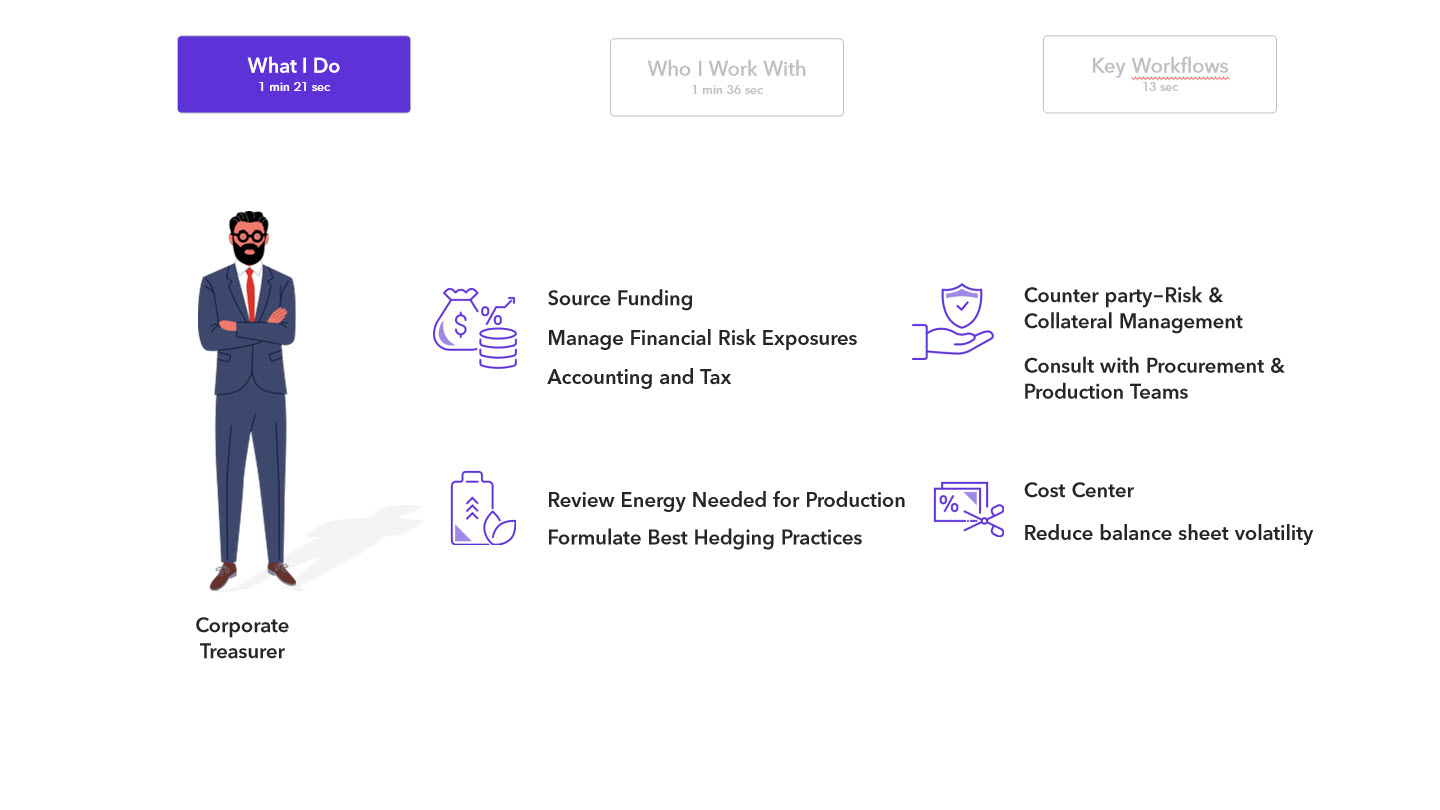 What I Do
1 min 21 sec
Who I Work With
1 min 36 sec
Key Workflows
13 sec
Source Funding
Manage Financial Risk Exposures
Accounting and Tax
Counter party–Risk &
Collateral Management
Consult with Procurement &
Production Teams
Review Energy Needed for Production
Formulate Best Hedging Practices
Cost Center
Reduce balance sheet volatility
Corporate
Treasurer